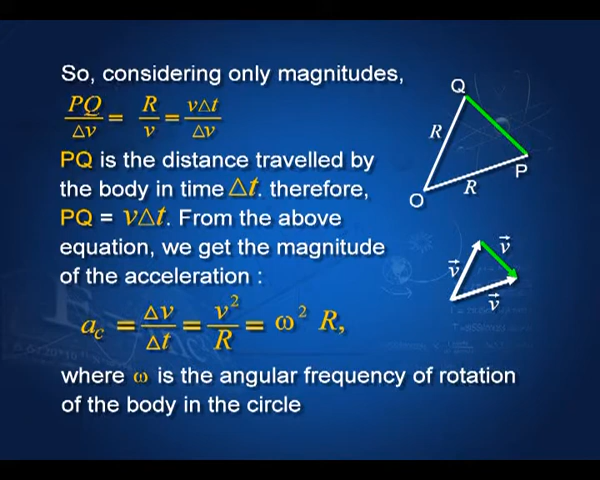 So, considering only magnitudes,
PQ/Δv = R/v = vΔt/Δv
PQ is the distance travelled by
the body in time Δt. therefore,
PQ = vΔt. From the above
equation, we get the magnitude
of the acceleration :
a_c = Δv/Δt = v²/R = ω² R,
where ω is the angular frequency of rotation
of the body in the circle
Q
R
P
O
R
v⃗
v⃗
v⃗